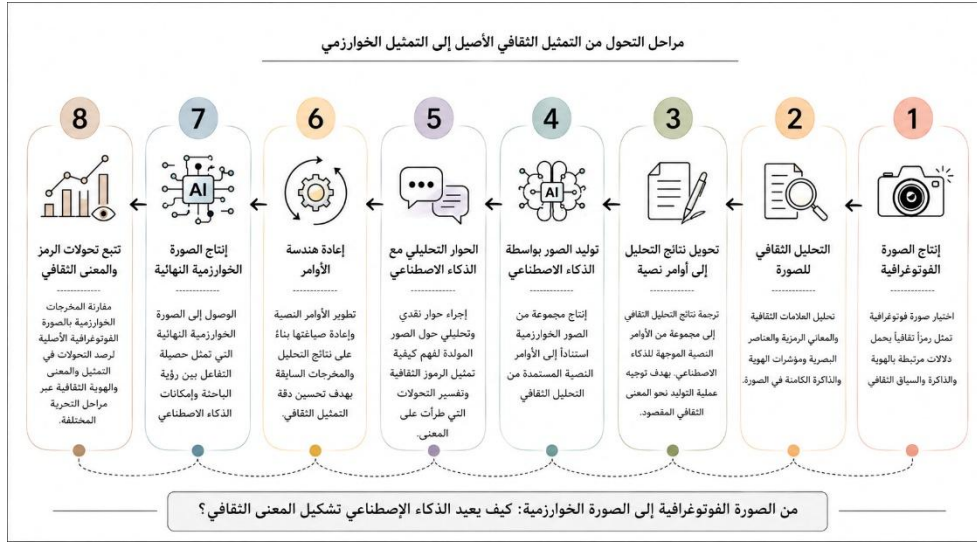 مراحل التحول من التمثيل الثقافي الأصيل إلى التمثيل الخوارزمي
1
إنتاج الصورة
الفوتوغرافية
اختيار صورة فوتوغرافية
تمثل رمزاً ثقافياً يحمل
دلالات مرتبطة بالهوية
والذاكرة والسياق الثقافي
2
التحليل الثقافي
للصورة
تحليل العلامات الثقافية
والمعاني الرمزية والعناصر
البصرية ومؤشرات الهوية
والذاكرة الكامنة في الصورة.
3
تحويل نتائج التحليل
إلى أوامر نصية
ترجمة نتائج التحليل الثقافي
إلى مجموعة من الأوامر
النصية الموجهة للذكاء
الاصطناعي. بهدف توجيه
عملية التوليد نحو المعنى
الثقافي المقصود.
4
AI
توليد الصور بواسطة
الذكاء الاصطناعي
إنتاج مجموعة من
الصور الخوارزمية
استناداً إلى الأوامر
النصية المستمدة من
التحليل الثقافي
5
الحوار التحليلي مع
الذكاء الاصطناعي
إجراء حوار نقدي
وتحليلي حول الصور
المولدة لفهم كيفية
تمثيل الرموز الثقافية
وتفسير التحولات
التي طرأت على
المعنى.
6
إعادة هندسة
الأوامر
تطوير الأوامر النصية
وإعادة صياغتها بناءً
على نتائج التحليل
والمخرجات السابقة
بهدف تحسين دقة
التمثيل الثقافي.
7
AI
إنتاج الصورة
الخوارزمية النهائية
الوصول إلى الصورة
الخوارزمية النهائية
التي تمثل حصيلة
التفاعل بين رؤية
الباحثة وإمكانات
الذكاء الاصطناعي
8
تتبع تحولات الرمز
والمعنى الثقافي
مقارنة المخرجات
الخوارزمية بالصورة
الفوتوغرافية الأصلية
لرصد التحولات في
التمثيل والمعنى
والهوية الثقافية عبر
مراحل التجرية
المختلفة.
من الصورة الفوتوغرافية إلى الصورة الخوارزمية: كيف يعيد الذكاء الإصطناعي تشكيل المعنى الثقافي؟